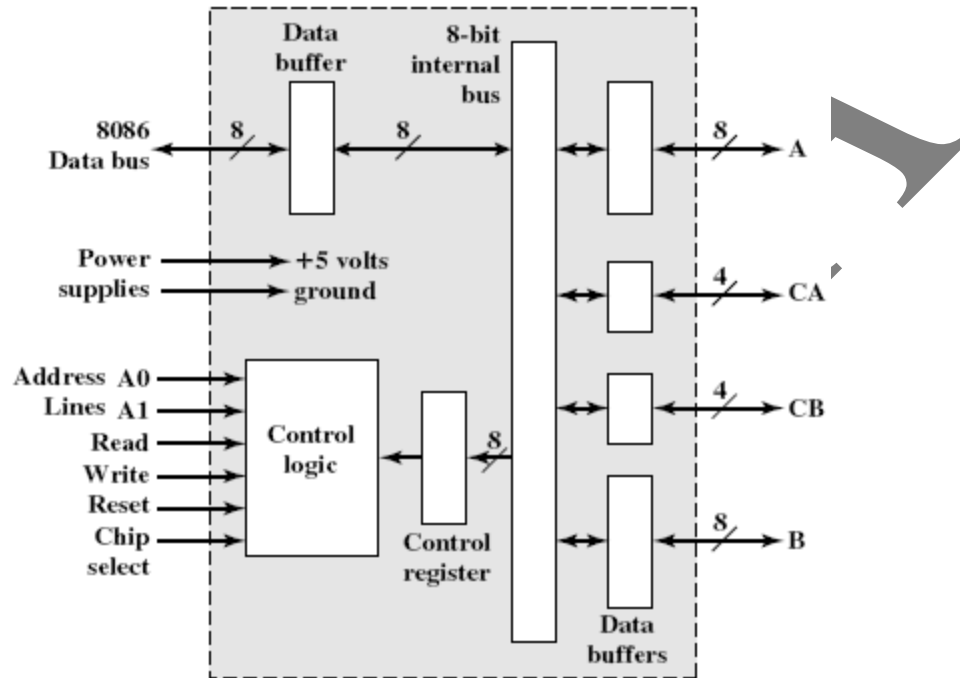 Data
buffer
8-bit
internal
bus
8086
Data bus
8
8
8
A
Power
supplies
+5 volts
ground
4
CA
Address A0
Lines A1
Read
Write
Reset
Chip
select
Control
logic
8
Control
register
4
CB
8
B
Data
buffers